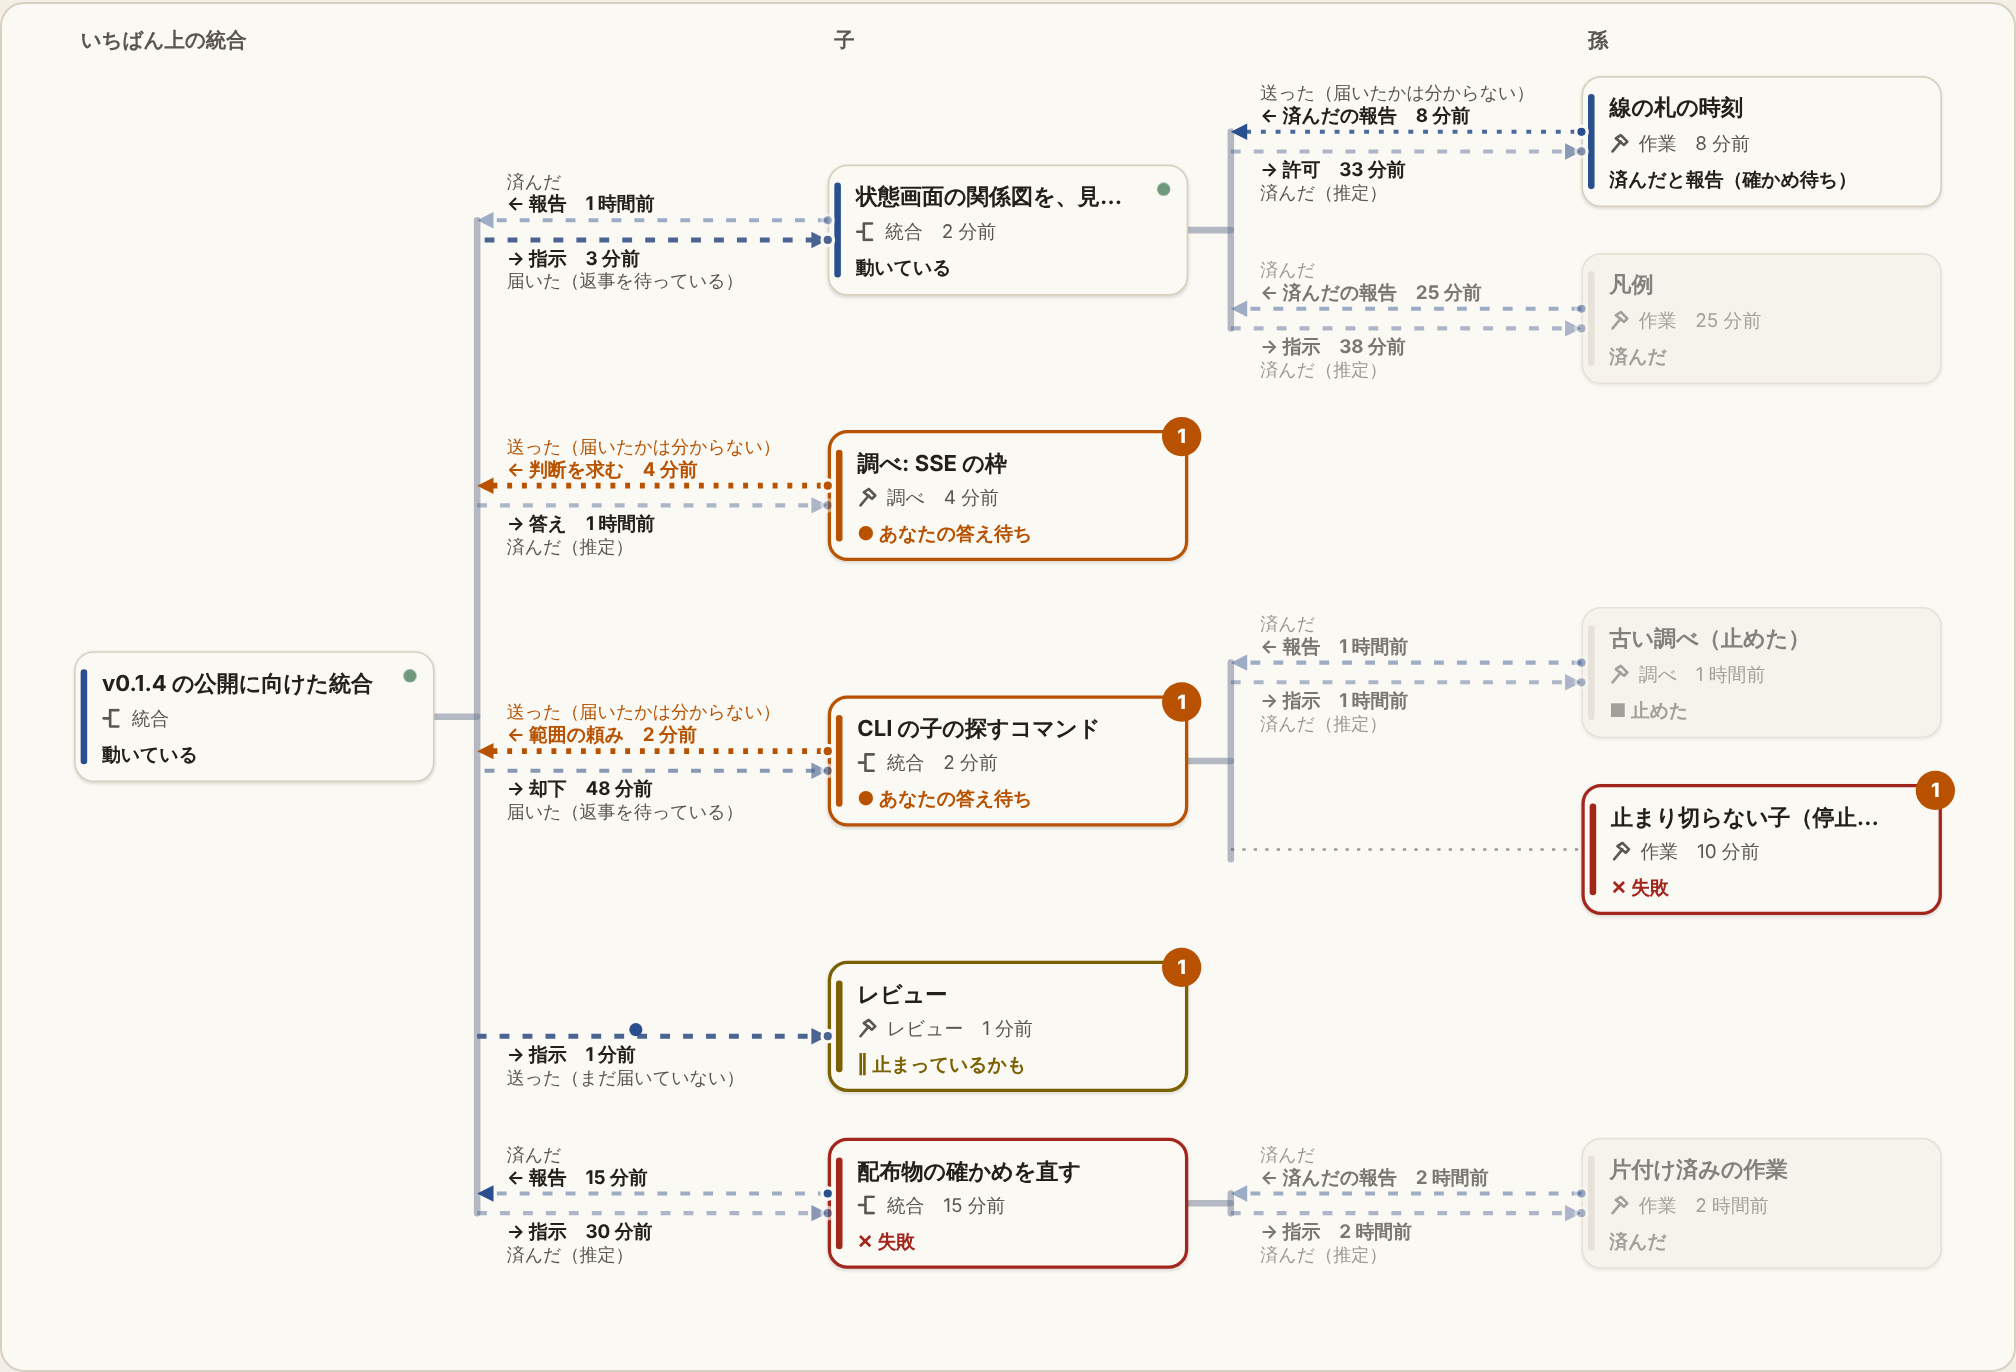 いちばん上の統合
子
孫
送った（届いたかは分からない）
← 済んだの報告　8 分前
→ 許可　33 分前
済んだ（推定）
線の札の時刻
作業　8 分前
済んだと報告（確かめ待ち）
済んだ
← 報告　1 時間前
→ 指示　3 分前
届いた（返事を待っている）
状態画面の関係図を、見…
統合　2 分前
動いている
済んだ
← 済んだの報告　25 分前
→ 指示　38 分前
済んだ（推定）
凡例
作業　25 分前
済んだ
送った（届いたかは分からない）
← 判断を求む　4 分前
→ 答え　1 時間前
済んだ（推定）
1
調べ: SSE の枠
調べ　4 分前
● あなたの答え待ち
済んだ
← 報告　1 時間前
→ 指示　1 時間前
済んだ（推定）
古い調べ（止めた）
調べ　1 時間前
■ 止めた
v0.1.4 の公開に向けた統合
統合
動いている
送った（届いたかは分からない）
← 範囲の頼み　2 分前
→ 却下　48 分前
届いた（返事を待っている）
1
CLI の子の探すコマンド
統合　2 分前
● あなたの答え待ち
1
止まり切らない子（停止…
作業　10 分前
✕ 失敗
→ 指示　1 分前
送った（まだ届いていない）
1
レビュー
レビュー　1 分前
‖ 止まっているかも
済んだ
← 報告　15 分前
→ 指示　30 分前
済んだ（推定）
配布物の確かめを直す
統合　15 分前
✕ 失敗
済んだ
← 済んだの報告　2 時間前
→ 指示　2 時間前
済んだ（推定）
片付け済みの作業
作業　2 時間前
済んだ